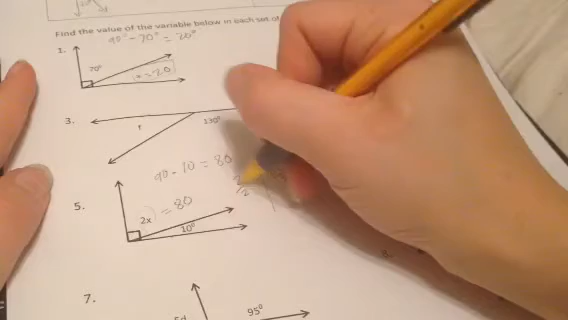 Find the value of the variable below in each set of
90° - 70° = 20°
1.
70°
= 20
3.
r
130°
90 - 10 = 80
5.
2x = 80
10°
2
7.
95°